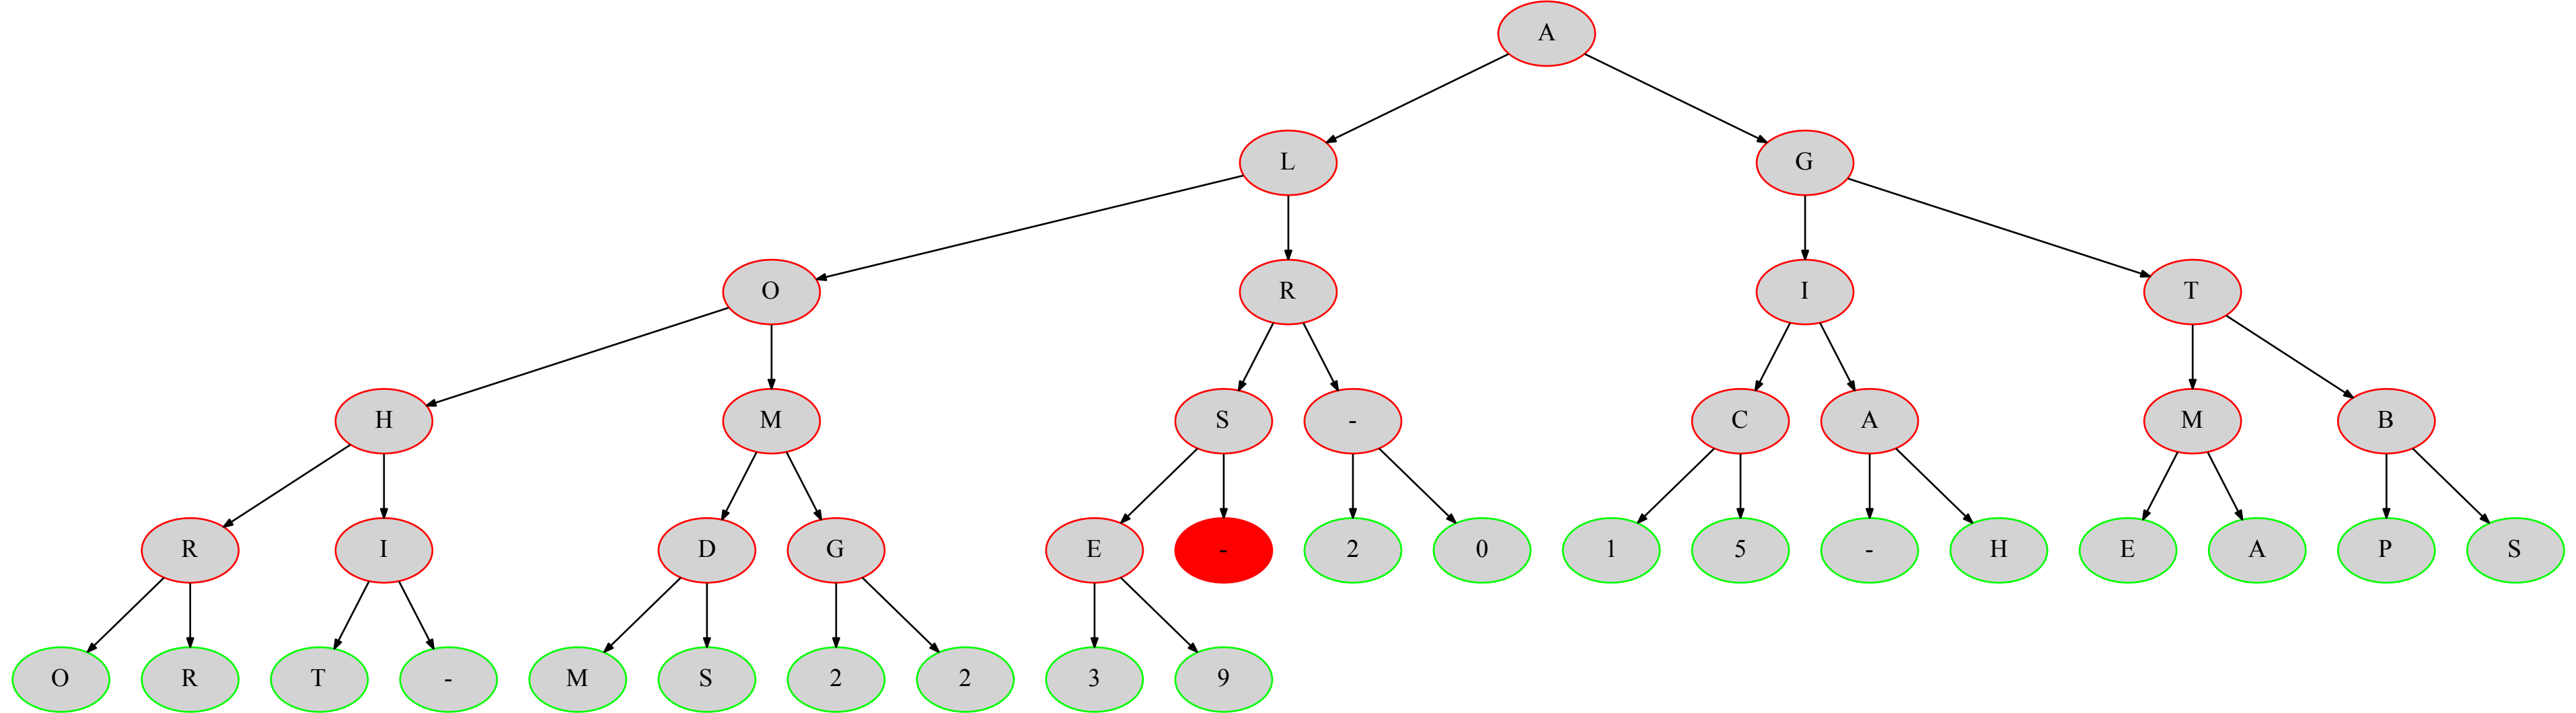 A
L G
O R I T
H M S - C A M B
R I D G E - 2 0 1 5 - H E A P S
O R T - M S 2 2 3 9